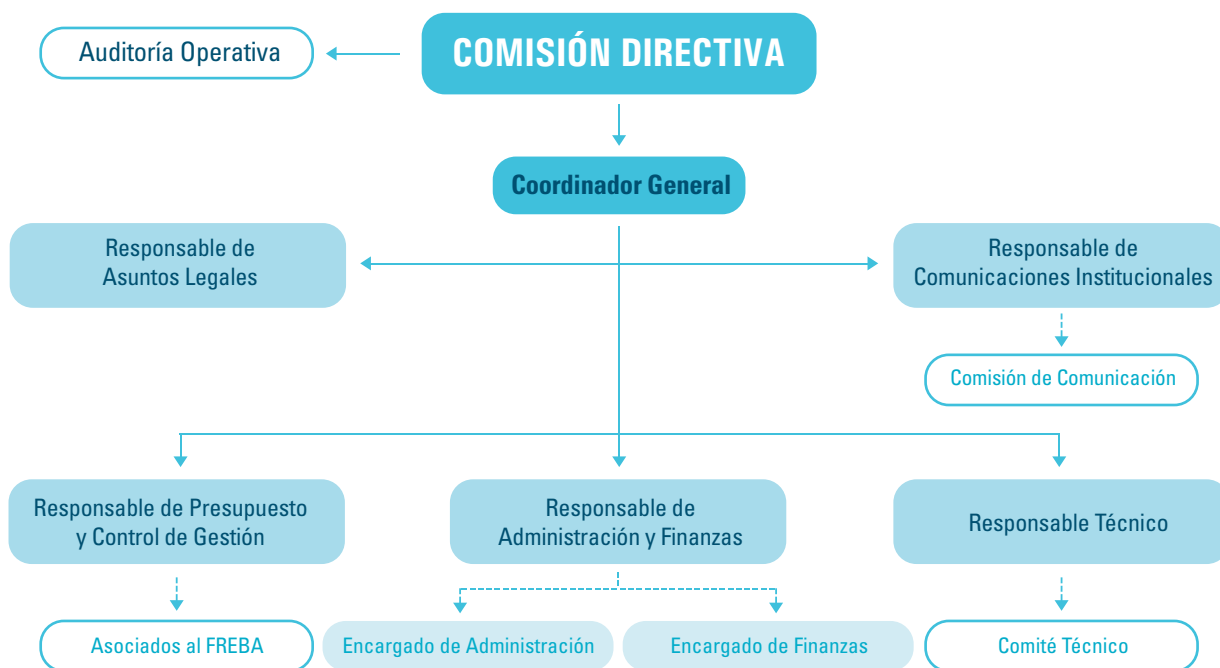 Auditoría Operativa
COMISIÓN DIRECTIVA
Coordinador General
Responsable de
Asuntos Legales
Responsable de
Comunicaciones Institucionales
Comisión de Comunicación
Responsable de Presupuesto
y Control de Gestión
Responsable de
Administración y Finanzas
Responsable Técnico
Asociados al FREBA
Encargado de Administración
Encargado de Finanzas
Comité Técnico